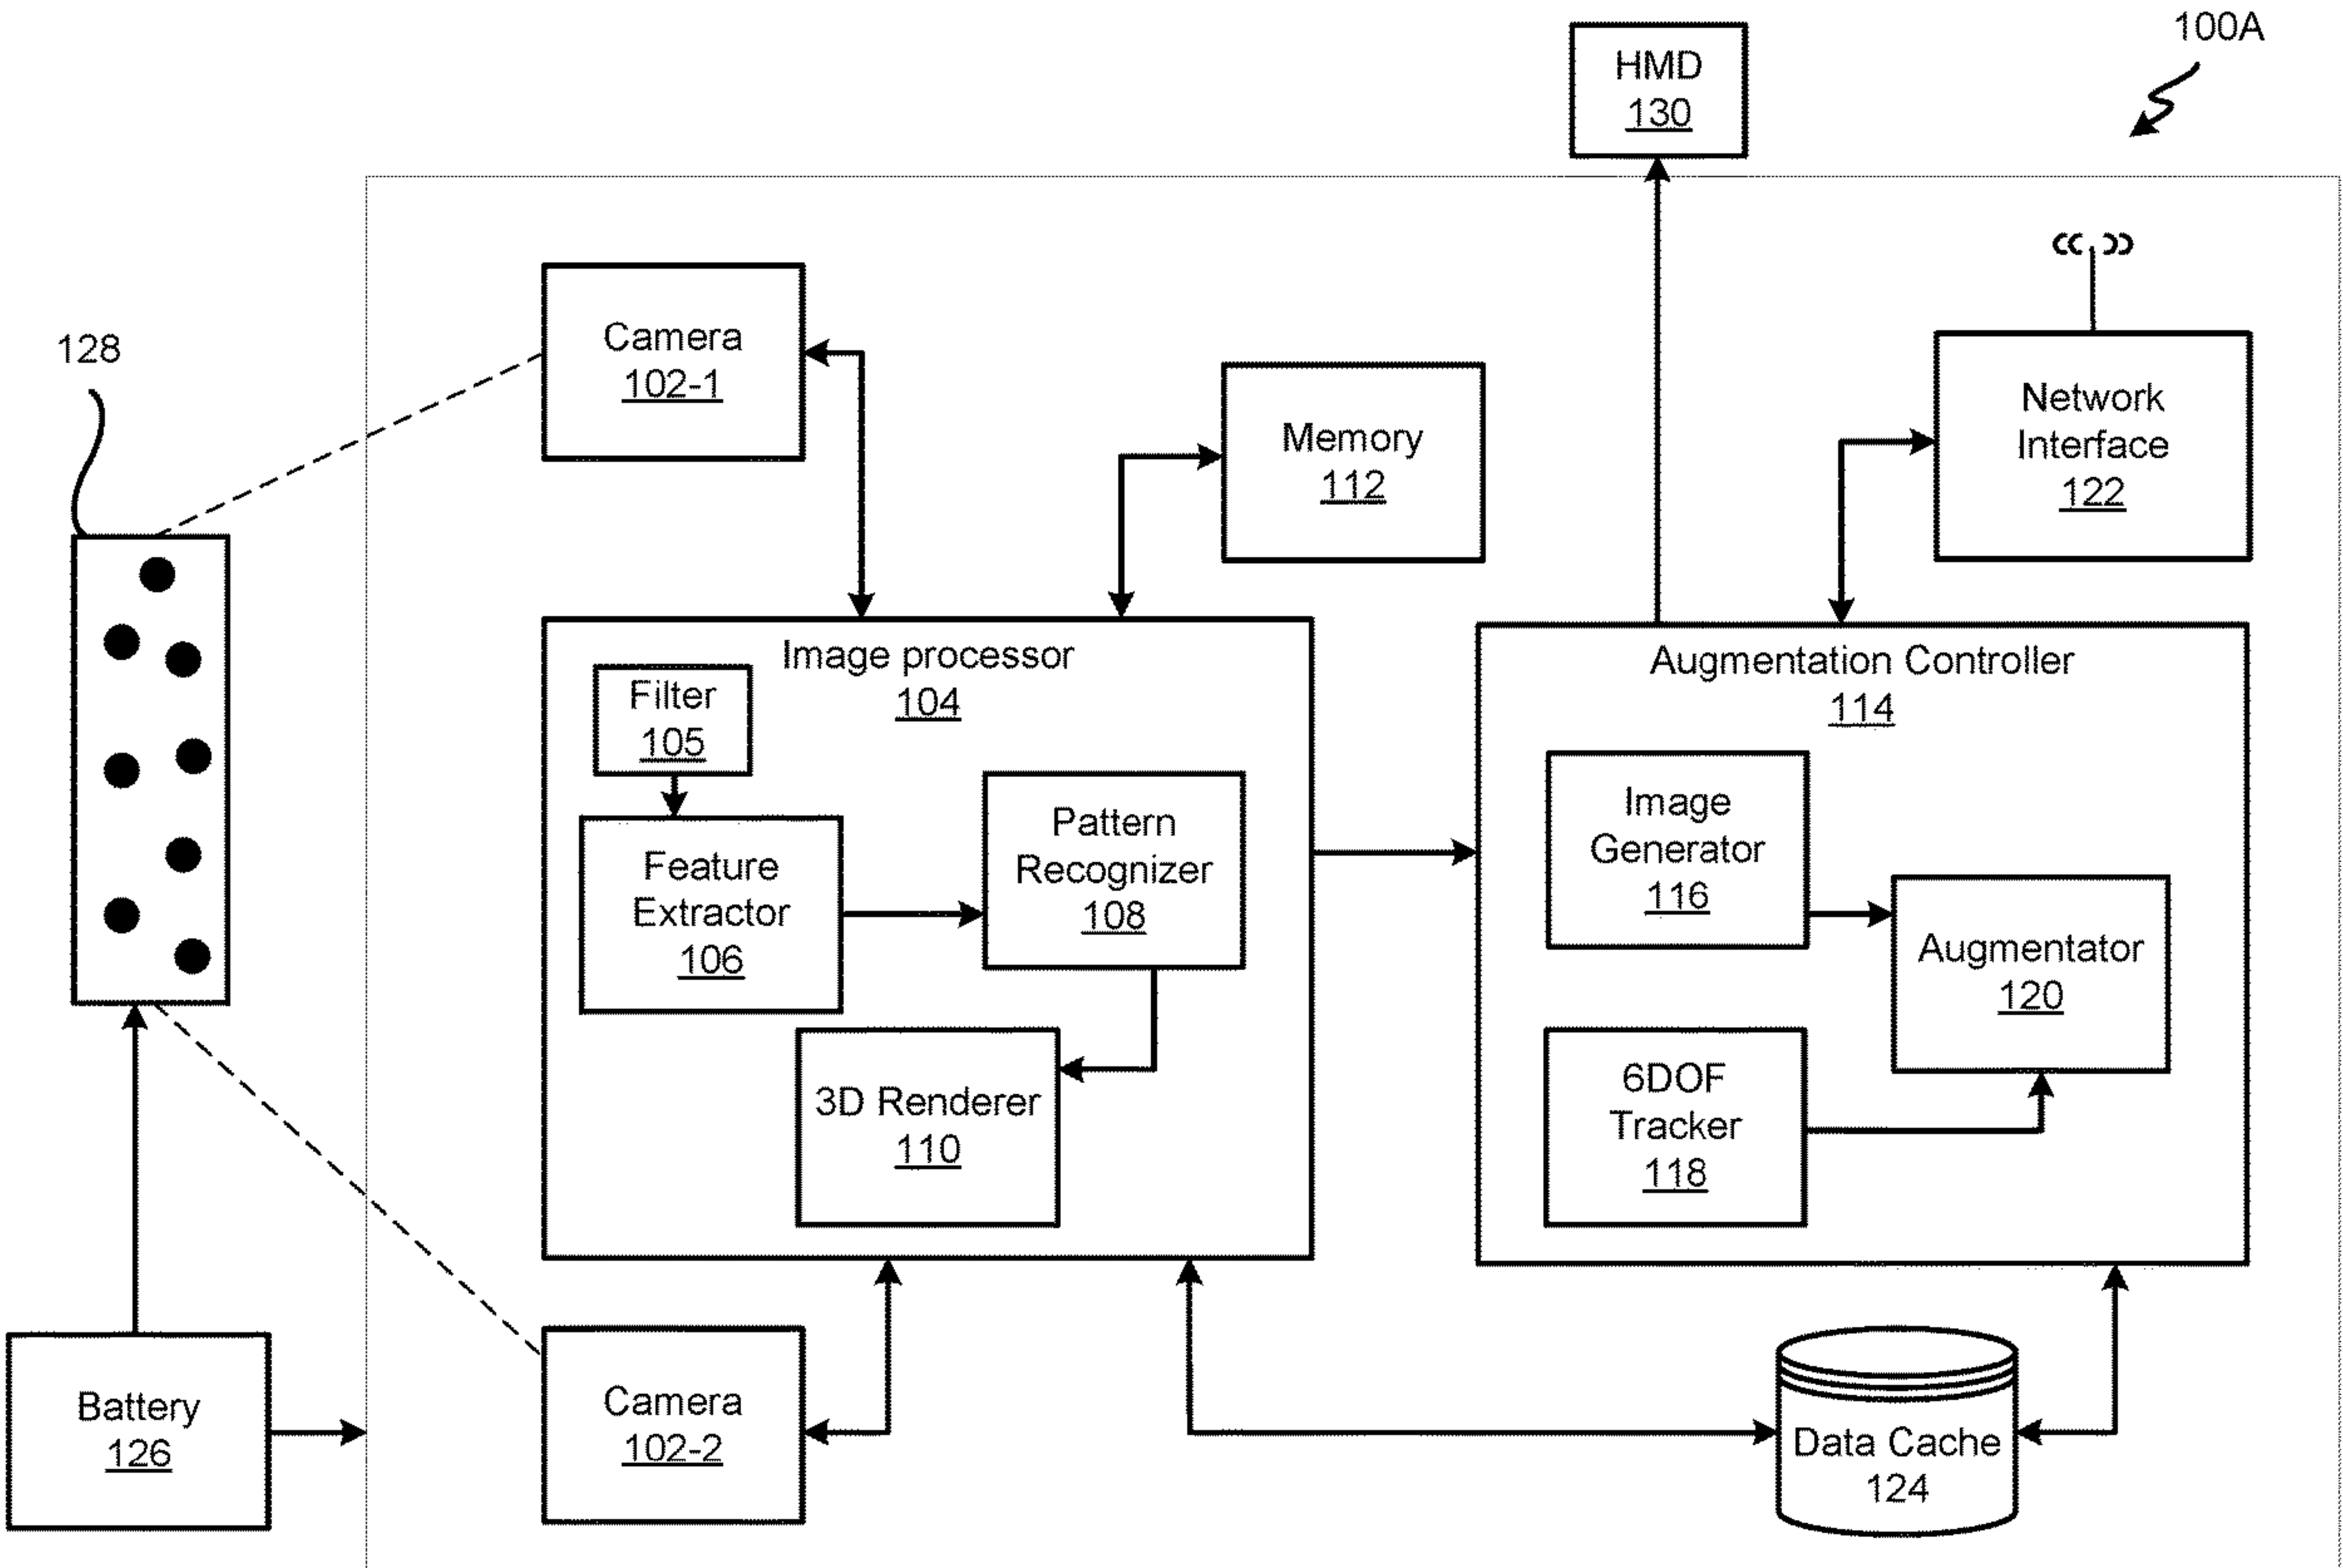 100A
HMD
130
128
Camera
102-1
Memory
112
Network
Interface
122
Image processor
104
Filter
105
Feature
Extractor
106
Pattern
Recognizer
108
3D Renderer
110
Augmentation Controller
114
Image
Generator
116
Augmentator
120
6DOF
Tracker
118
Battery
126
Camera
102-2
Data Cache
124